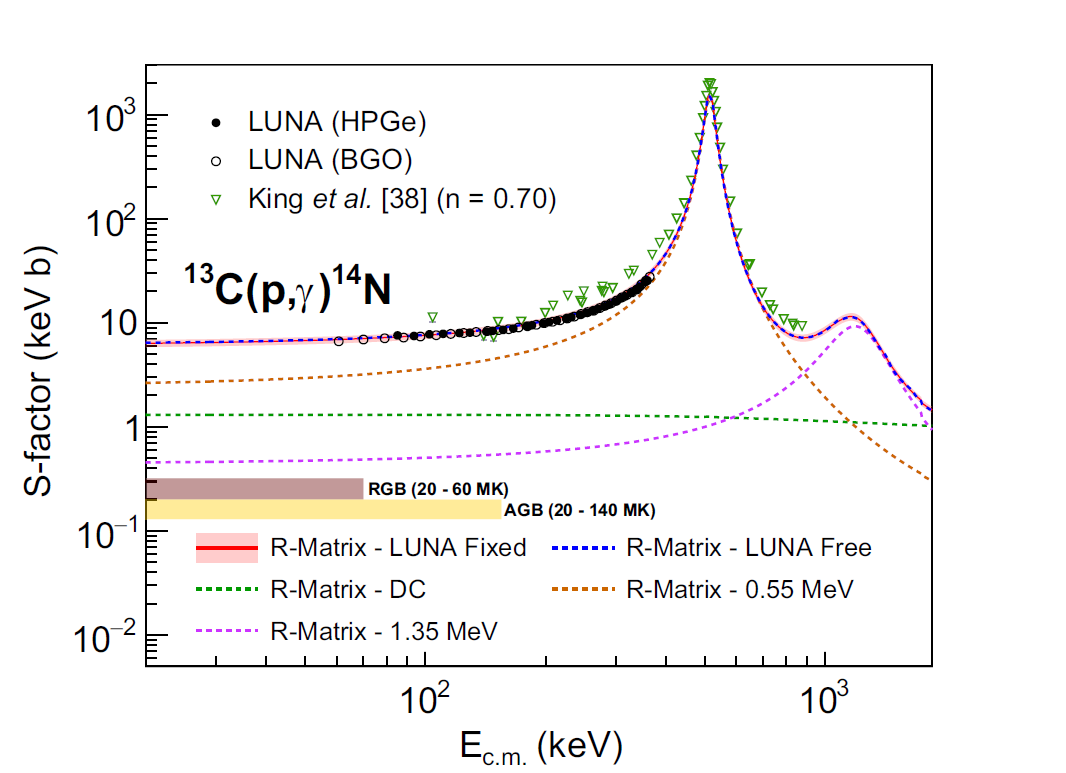 S-factor (keV b)
10³
10²
10
1
10⁻¹
10⁻²
LUNA (HPGe)
LUNA (BGO)
King et al. [38] (n = 0.70)
¹³C(p,γ)¹⁴N
RGB (20 - 60 MK)
AGB (20 - 140 MK)
R-Matrix - LUNA Fixed
R-Matrix - LUNA Free
R-Matrix - DC
R-Matrix - 0.55 MeV
R-Matrix - 1.35 MeV
10²
10³
E_c.m. (keV)